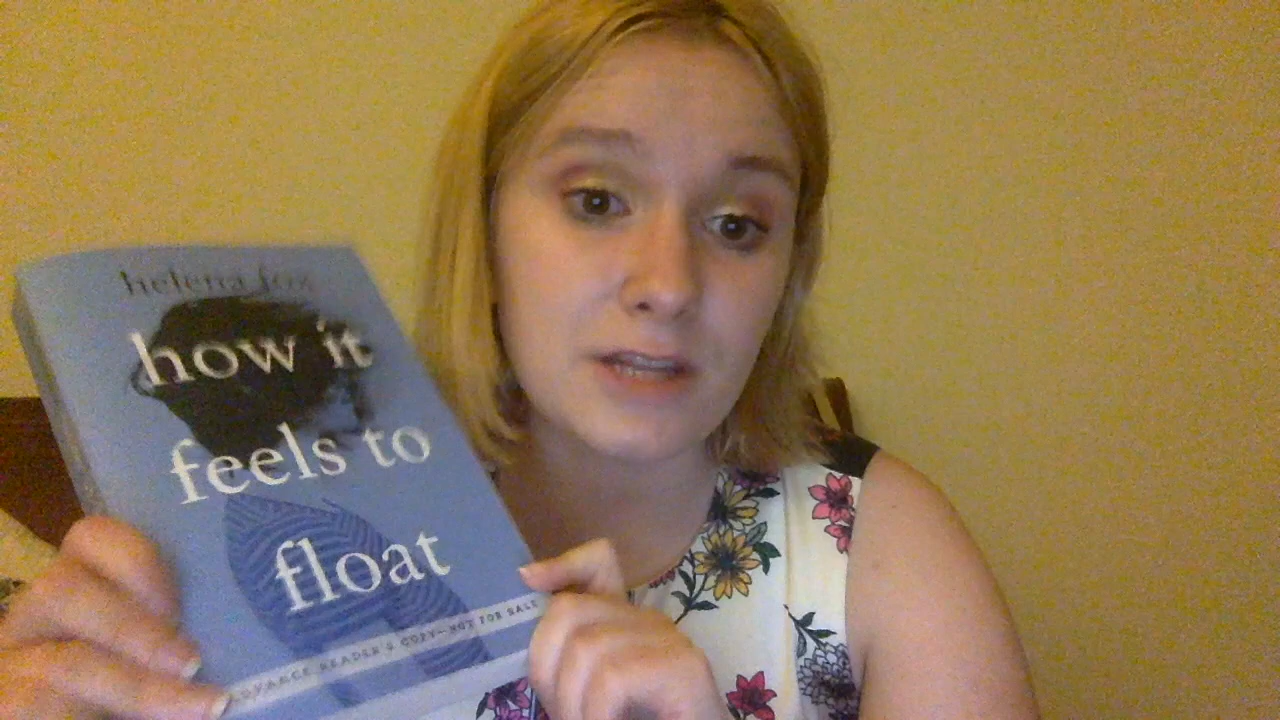 helena fox
how it
feels to
float
ADVANCE READER'S COPY—NOT FOR SALE